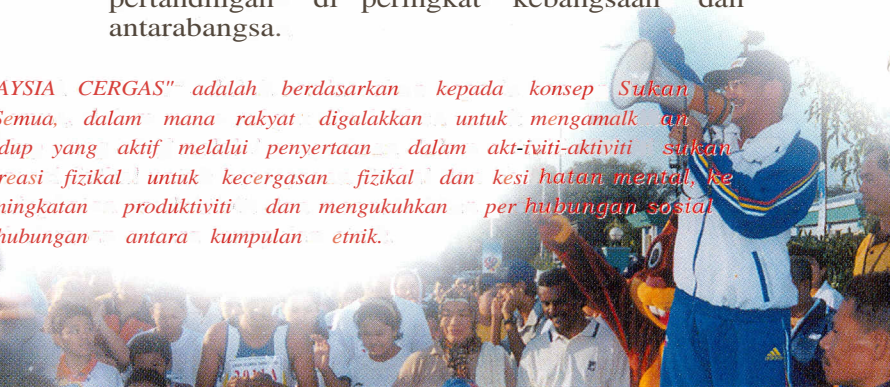 pertandingan di peringkat kebangsaan dan
antarabangsa.
AYSIA CERGAS" adalah berdasarkan kepada konsep Sukan
Semua, dalam mana rakyat digalakkan untuk mengamalk an
dup yang aktif melalui penyertaan dalam akt-iviti-aktiviti sukan
reasi fizikal untuk kecergasan fizikal dan kesi hatan mental, ke
ningkatan produktiviti dan mengukuhkan per hubungan sosial
hubungan antara kumpulan etnik.